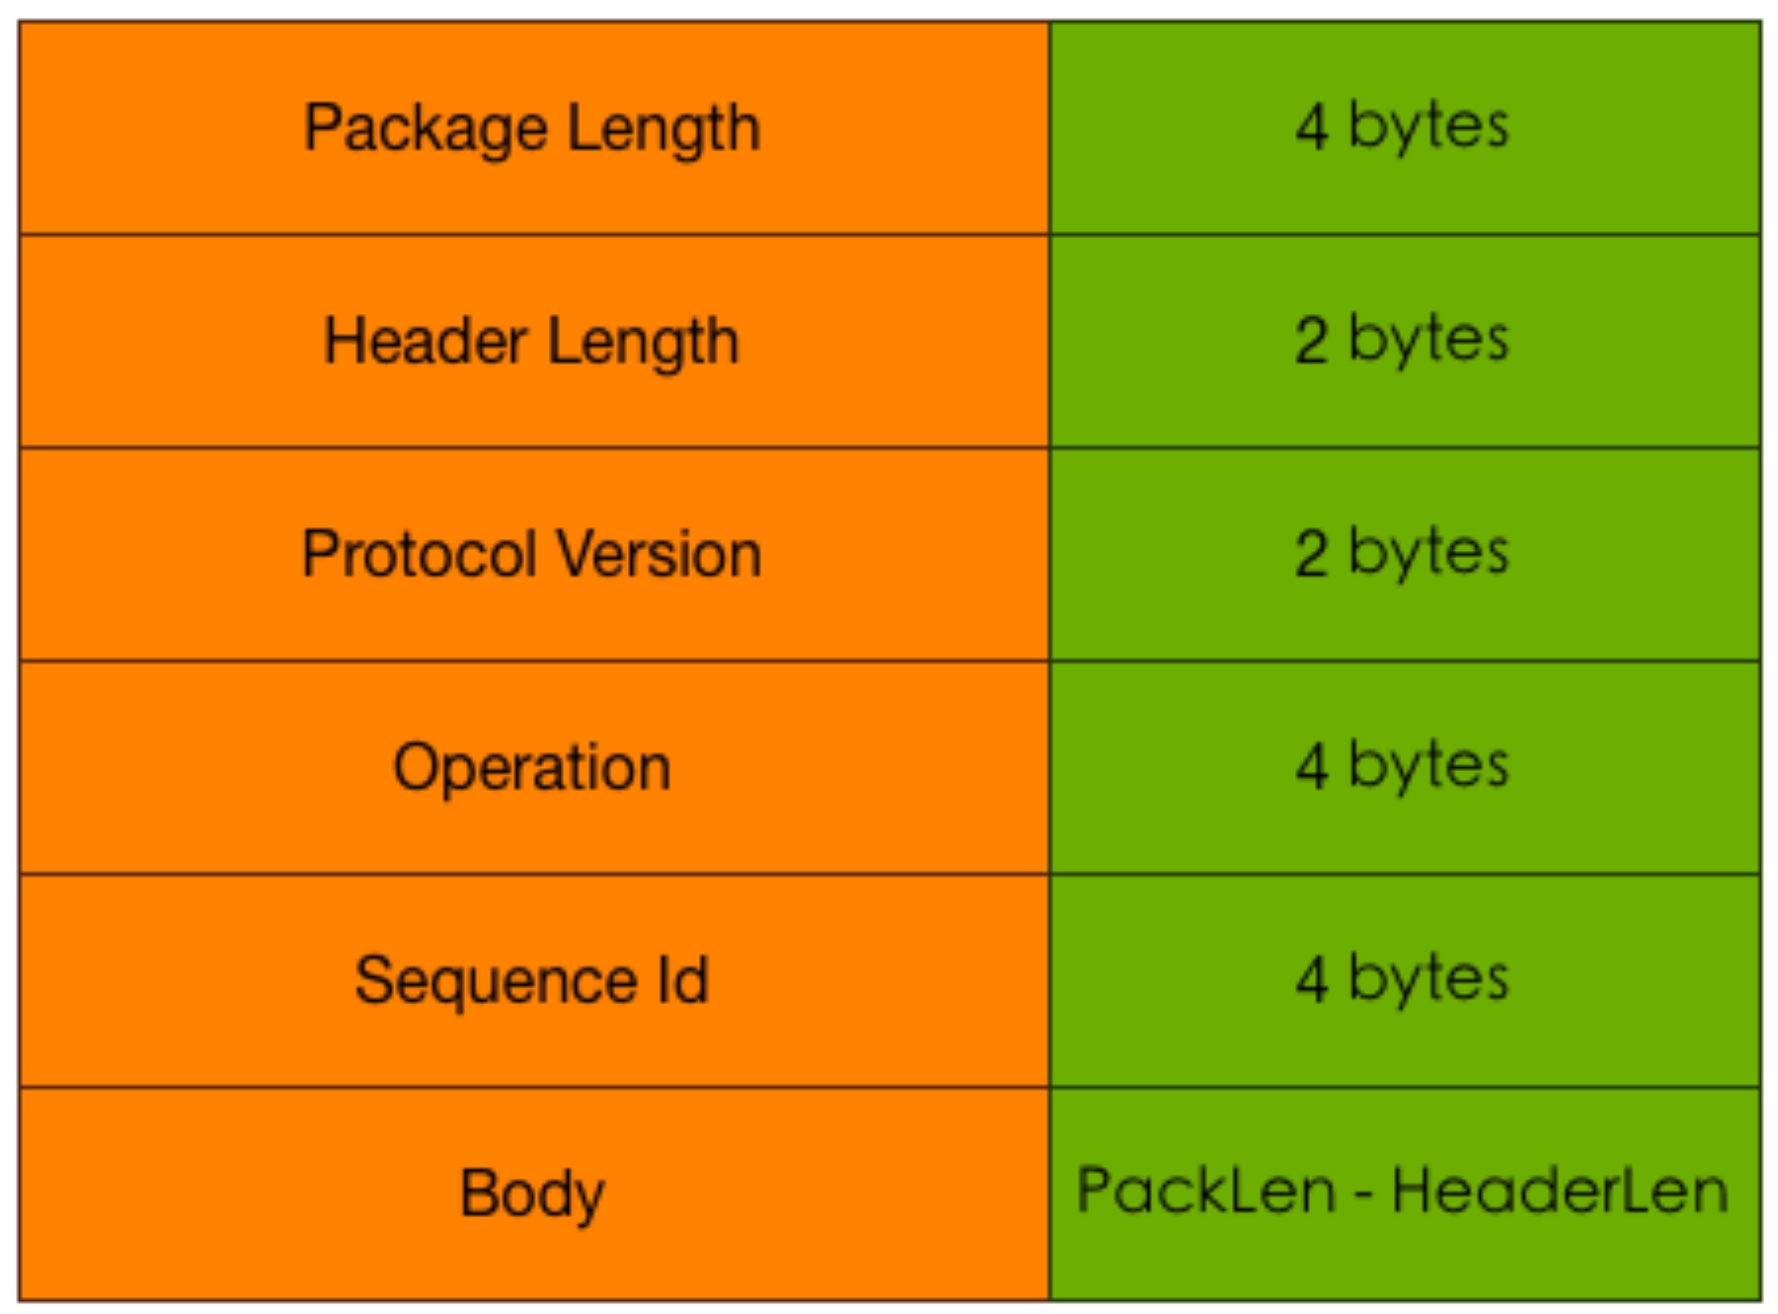 Package Length 4 bytes
Header Length 2 bytes
Protocol Version 2 bytes
Operation 4 bytes
Sequence Id 4 bytes
Body PackLen - HeaderLen